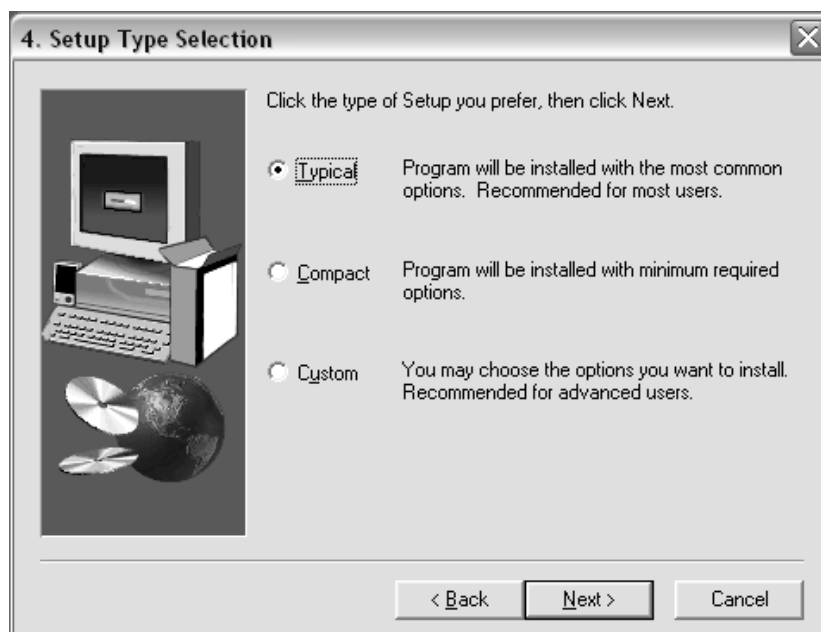 4. Setup Type Selection
Click the type of Setup you prefer, then click Next.
Typical
Program will be installed with the most common
options.  Recommended for most users.
Compact
Program will be installed with minimum required
options.
Custom
You may choose the options you want to install.
Recommended for advanced users.
< Back
Next >
Cancel